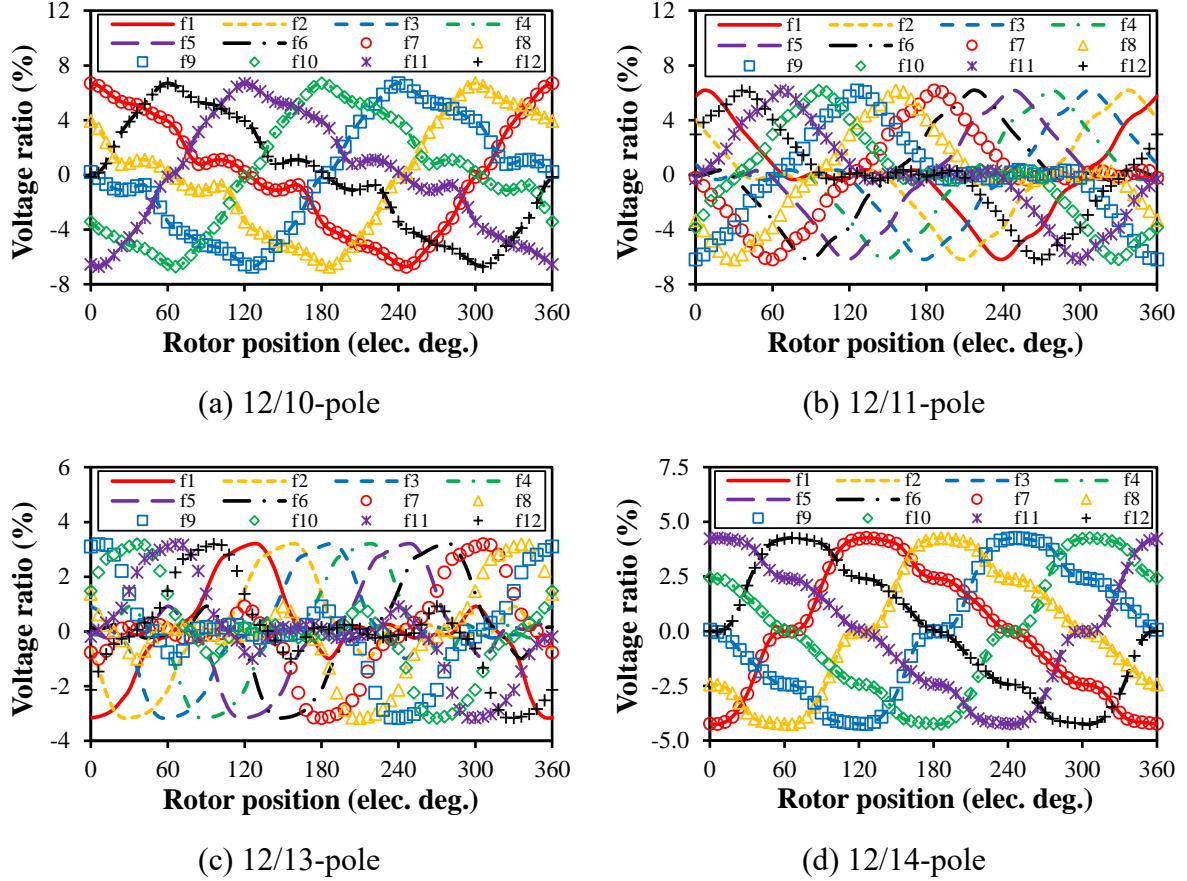 12
8
4
0
-4
-8
Voltage ratio (%)
f1 f2 f3 f4
f5 f6 f7 f8
f9 f10 f11 f12
0 60 120 180 240 300 360
Rotor position (elec. deg.)
(a) 12/10-pole
12
8
4
0
-4
-8
Voltage ratio (%)
f1 f2 f3 f4
f5 f6 f7 f8
f9 f10 f11 f12
0 60 120 180 240 300 360
Rotor position (elec. deg.)
(b) 12/11-pole
6
4
2
0
-2
-4
Voltage ratio (%)
f1 f2 f3 f4
f5 f6 f7 f8
f9 f10 f11 f12
0 60 120 180 240 300 360
Rotor position (elec. deg.)
(c) 12/13-pole
7.5
5.0
2.5
0.0
-2.5
-5.0
Voltage ratio (%)
f1 f2 f3 f4
f5 f6 f7 f8
f9 f10 f11 f12
0 60 120 180 240 300 360
Rotor position (elec. deg.)
(d) 12/14-pole